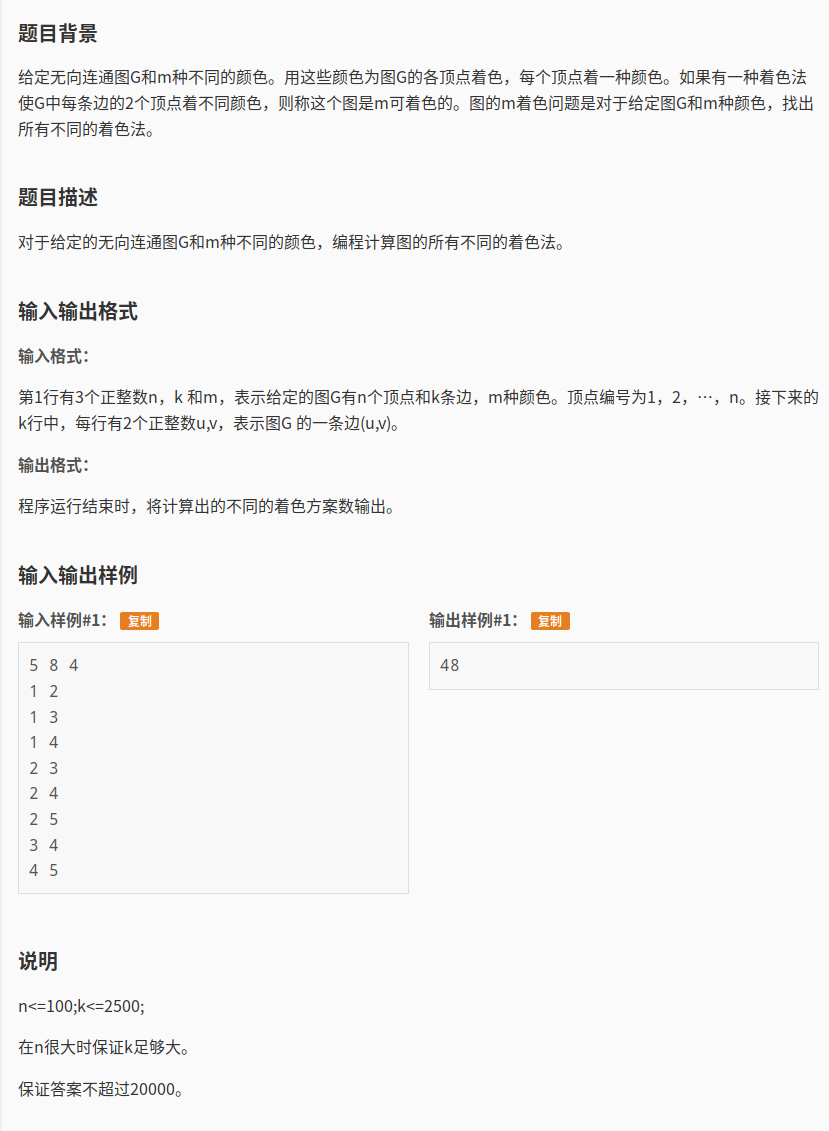 题目背景
给定无向连通图G和m种不同的颜色。用这些颜色为图G的各顶点着色，每个顶点着一种颜色。如果有一种着色法
使G中每条边的2个顶点着不同颜色，则称这个图是m可着色的。图的m着色问题是对于给定图G和m种颜色，找出
所有不同的着色法。
题目描述
对于给定的无向连通图G和m种不同的颜色，编程计算图的所有不同的着色法。
输入输出格式
输入格式：
第1行有3个正整数n，k 和m，表示给定的图G有n个顶点和k条边，m种颜色。顶点编号为1，2，…，n。接下来的
k行中，每行有2个正整数u,v，表示图G 的一条边(u,v)。
输出格式：
程序运行结束时，将计算出的不同的着色方案数输出。
输入输出样例
输入样例#1： 复制
5 8 4
1 2
1 3
1 4
2 3
2 4
2 5
3 4
4 5
输出样例#1： 复制
48
说明
n<=100;k<=2500;
在n很大时保证k足够大。
保证答案不超过20000。